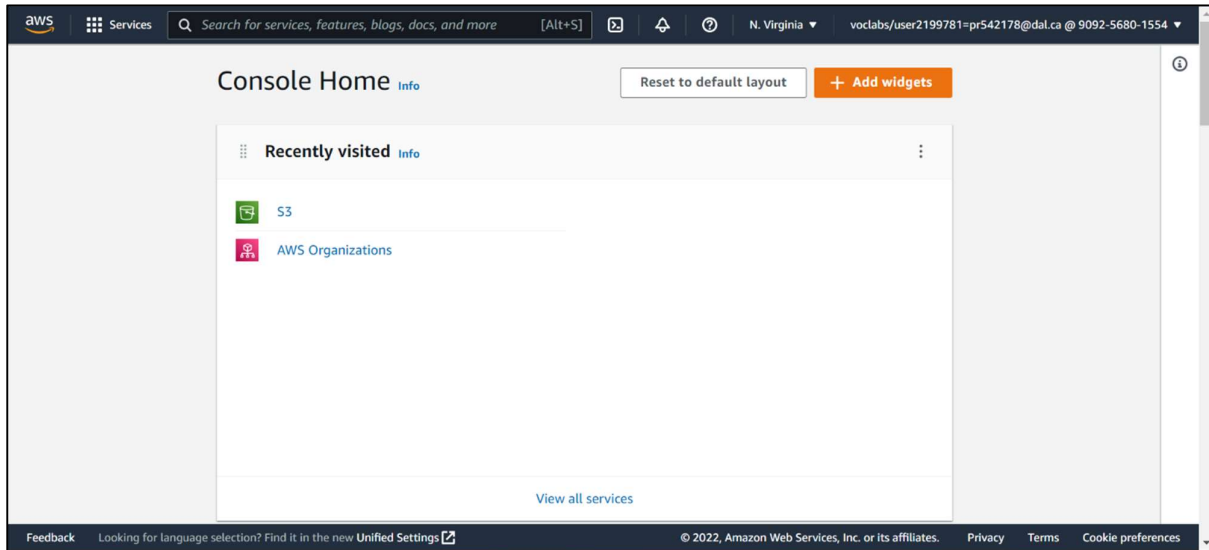 aws Services Search for services, features, blogs, docs, and more [Alt+S] N. Virginia ▼ voclabs/user2199781=pr542178@dal.ca @ 9092-5680-1554 ▼
Console Home Info Reset to default layout + Add widgets
Recently visited Info
S3
AWS Organizations
View all services
Feedback Looking for language selection? Find it in the new Unified Settings © 2022, Amazon Web Services, Inc. or its affiliates. Privacy Terms Cookie preferences